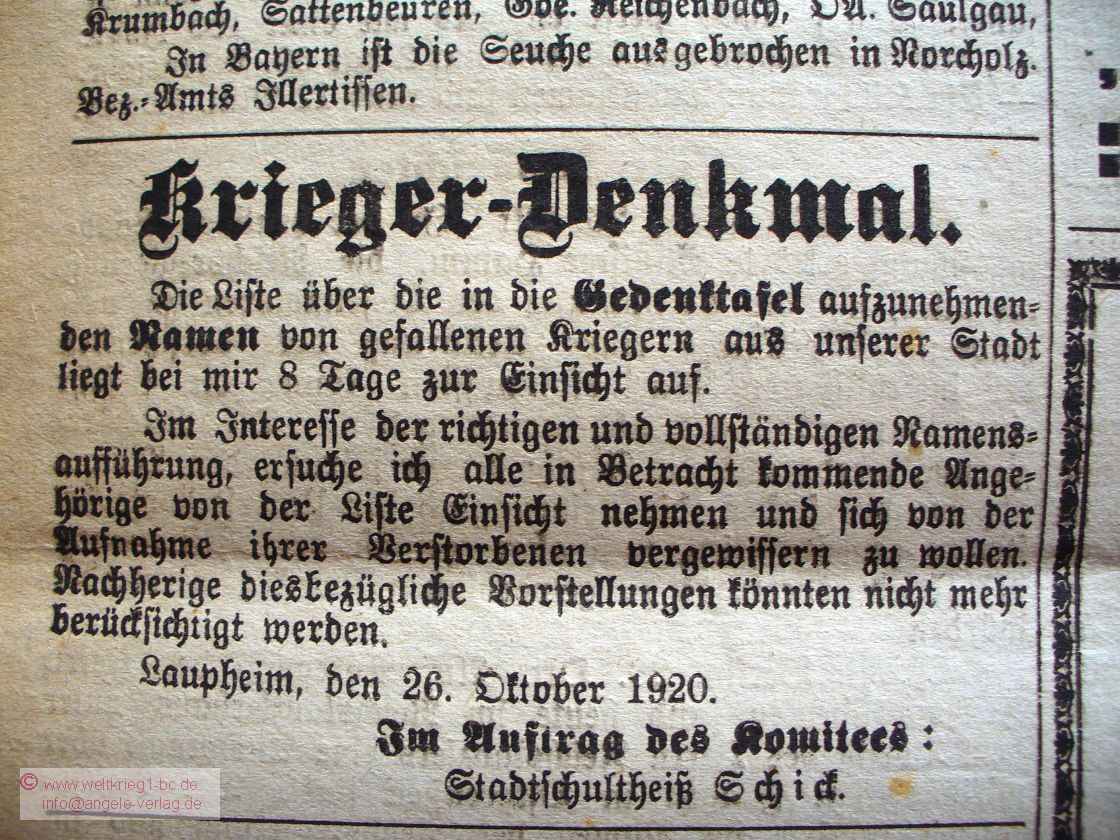 Krumbach, Sattenbeuren, Gde. Reichenbach, OA. Saulgau,
In Bayern ist die Seuche ausgebrochen in Norcholz.
Bez.-Amts Illertissen.
Krieger-Denkmal.
Die Liste über die in die Gedenktafel aufzunehmen-
den Namen von gefallenen Kriegern aus unserer Stadt
liegt bei mir 8 Tage zur Einsicht auf.
Im Interesse der richtigen und vollständigen Namens-
aufführung, ersuche ich alle in Betracht kommende Ange-
hörige von der Liste Einsicht nehmen und sich von der
Aufnahme ihrer Verstorbenen vergewissern zu wollen.
Nachherige diesbezügliche Vorstellungen könnten nicht mehr
berücksichtigt werden.
Laupheim, den 26. Oktober 1920.
Im Auftrag des Komitees:
Stadtschultheiß Schick.
© www.weltkrieg1-bc.de
info@angele-verlag.de